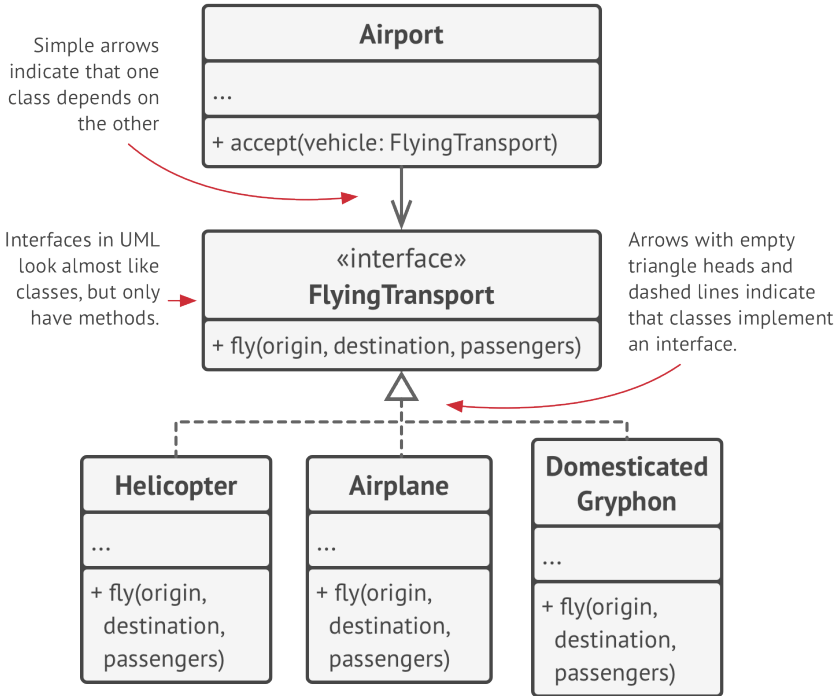 Airport
...
+ accept(vehicle: FlyingTransport)
Simple arrows
indicate that one
class depends on
the other
Interfaces in UML
look almost like
classes, but only
have methods.
«interface»
FlyingTransport
+ fly(origin, destination, passengers)
Arrows with empty
triangle heads and
dashed lines indicate
that classes implement
an interface.
Helicopter
...
+ fly(origin,
destination,
passengers)
Airplane
...
+ fly(origin,
destination,
passengers)
Domesticated
Gryphon
...
+ fly(origin,
destination,
passengers)